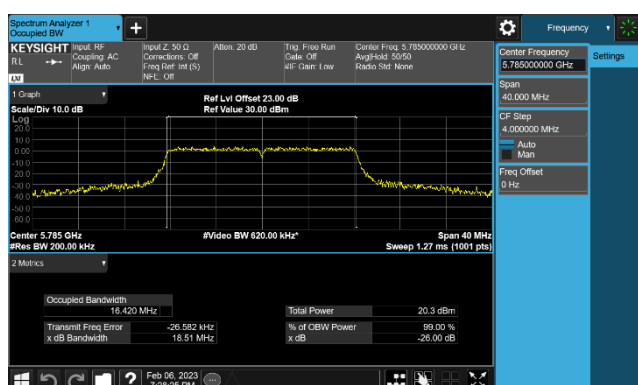 Spectrum Analyzer 1
Occupied BW
Frequency
KEYSIGHT
RL
LXI
Input: RF
Coupling: AC
Align: Auto
Input Z: 50 Ω
Corrections: Off
Freq Ref: Int (S)
NFE: Off
Atten: 20 dB
Trig: Free Run
Gate: Off
#IF Gain: Low
Center Freq: 5.785000000 GHz
Avg|Hold: 50/50
Radio Std: None
Center Frequency
5.785000000 GHz
Settings
Span
40.000 MHz
CF Step
4.000000 MHz
Auto
Man
Freq Offset
0 Hz
1 Graph
Scale/Div 10.0 dB
Ref Lvl Offset 23.00 dB
Ref Value 30.00 dBm
Log
20.0
10.0
0.00
-10.0
-20.0
-30.0
-40.0
-50.0
-60.0
Center 5.785 GHz
#Res BW 200.00 kHz
#Video BW 620.00 kHz*
Span 40 MHz
Sweep 1.27 ms (1001 pts)
2 Metrics
Occupied Bandwidth
16.420 MHz
Total Power 20.3 dBm
Transmit Freq Error -26.582 kHz
% of OBW Power 99.00 %
x dB Bandwidth 18.51 MHz
x dB -26.00 dB
Feb 06, 2023